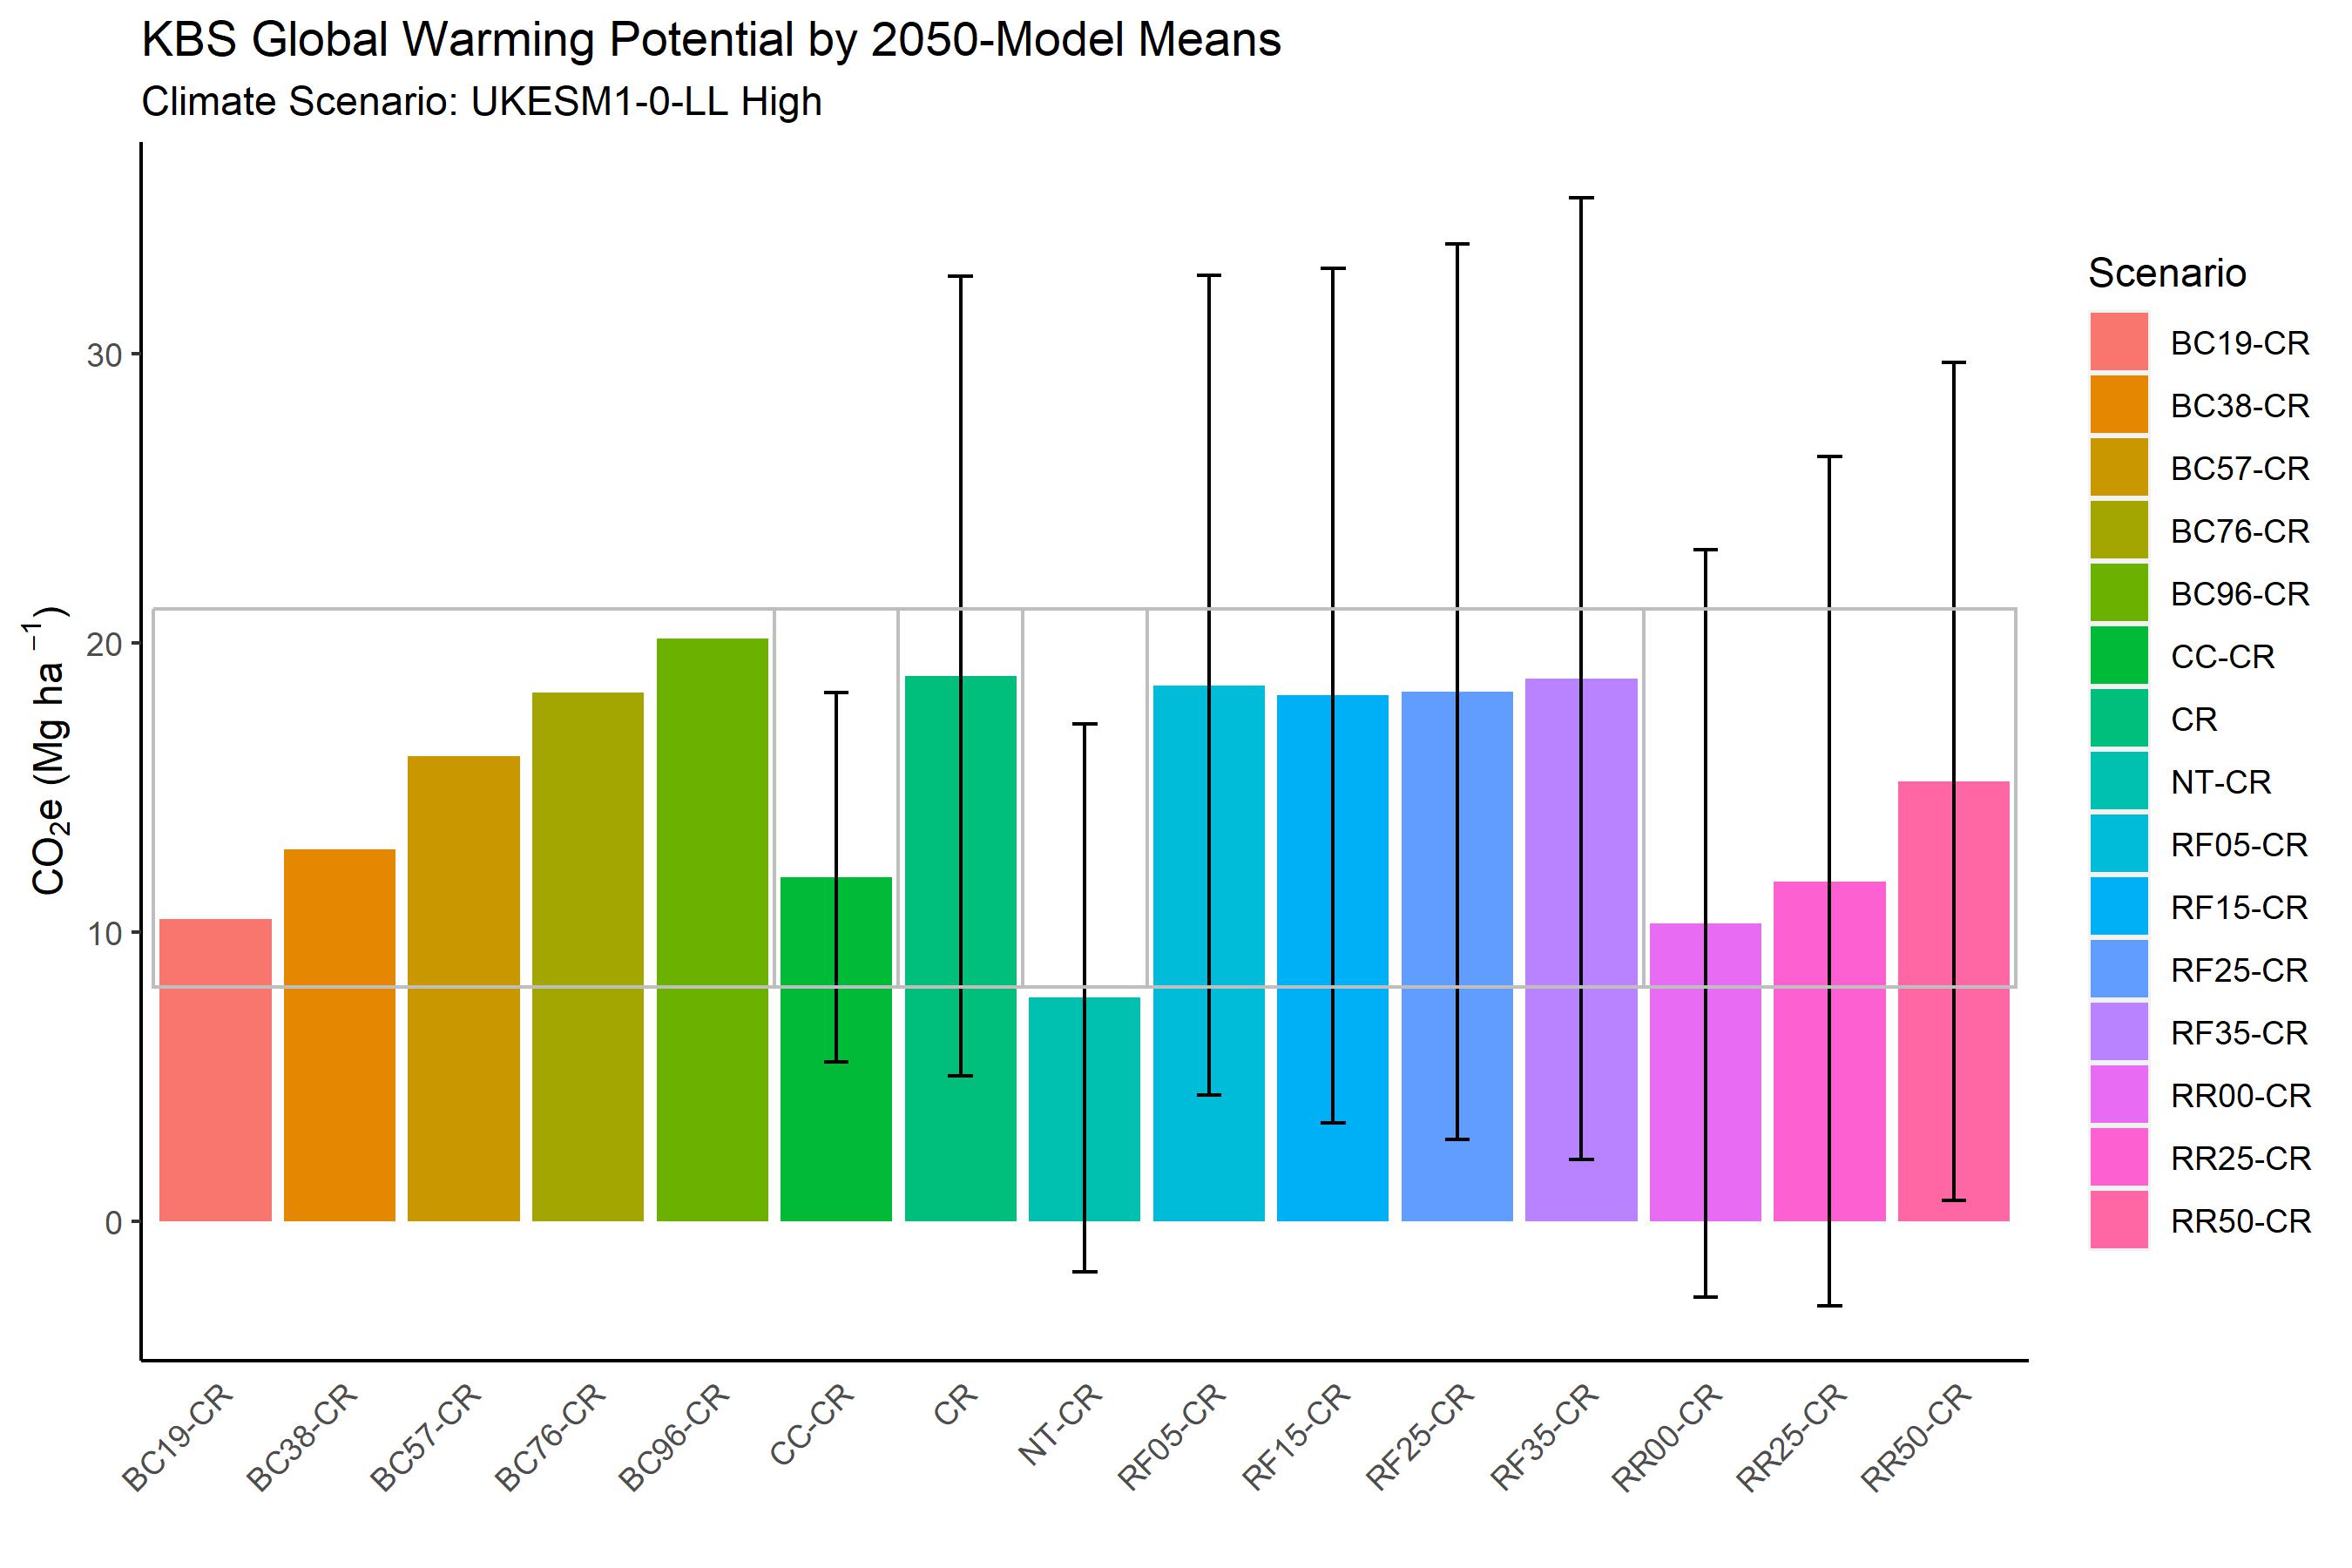 KBS Global Warming Potential by 2050-Model Means
Climate Scenario: UKESM1-0-LL High
CO₂e (Mg ha ⁻¹)
30
20
10
0
BC19-CR
BC38-CR
BC57-CR
BC76-CR
BC96-CR
CC-CR
CR
NT-CR
RF05-CR
RF15-CR
RF25-CR
RF35-CR
RR00-CR
RR25-CR
RR50-CR
Scenario
BC19-CR
BC38-CR
BC57-CR
BC76-CR
BC96-CR
CC-CR
CR
NT-CR
RF05-CR
RF15-CR
RF25-CR
RF35-CR
RR00-CR
RR25-CR
RR50-CR